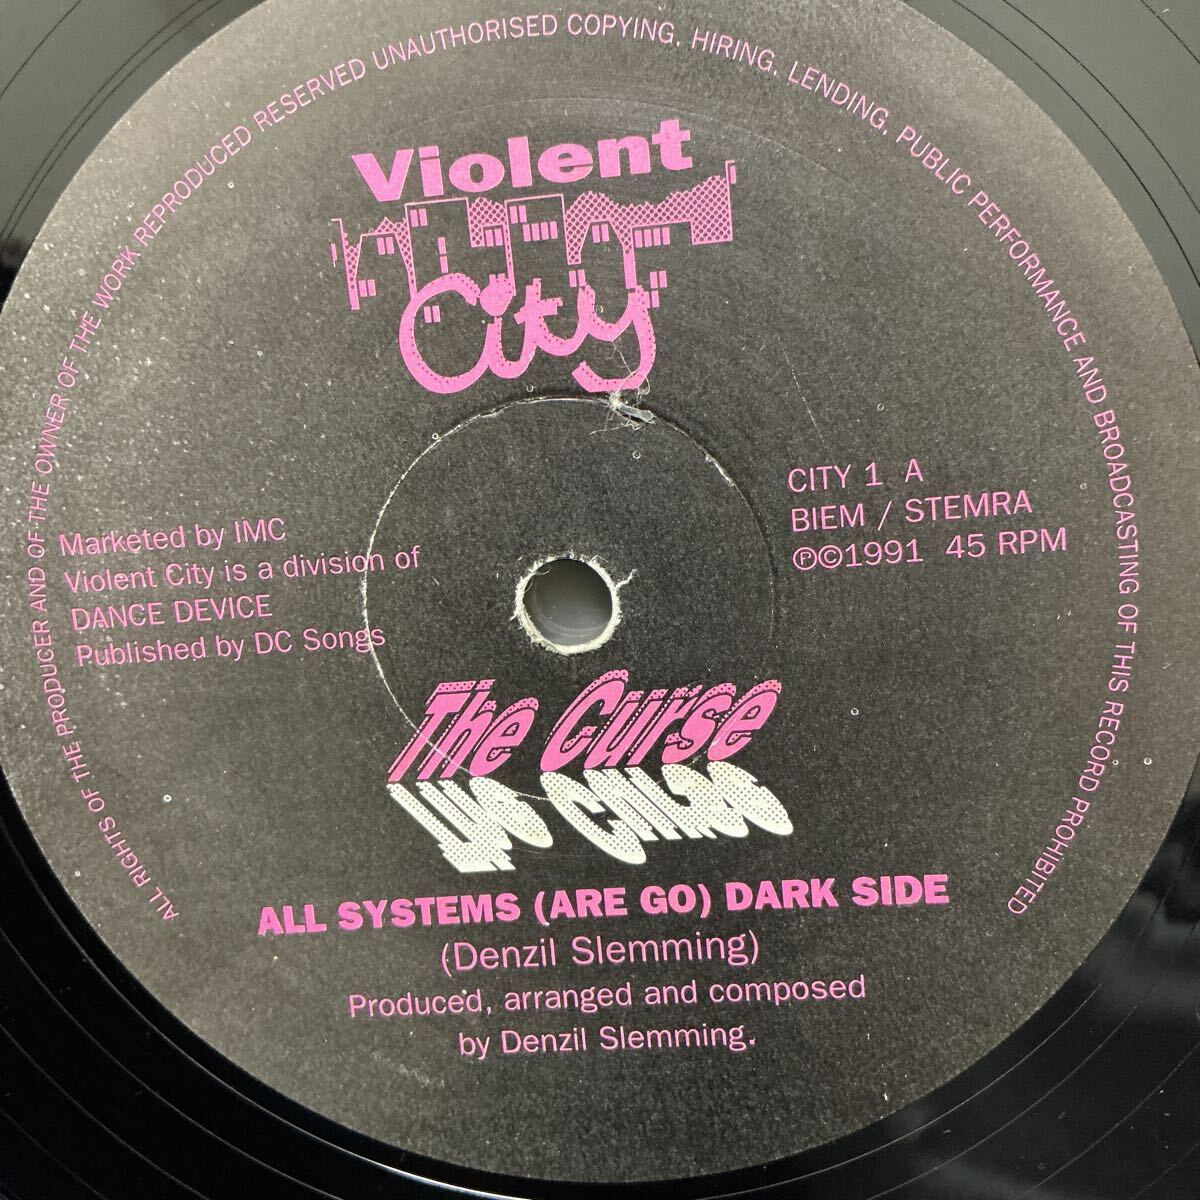 ALL RIGHTS OF THE PRODUCER AND OF THE OWNER OF THE WORK REPRODUCED RESERVED UNAUTHORISED COPYING, HIRING, LENDING, PUBLIC PERFORMANCE AND BROADCASTING OF THIS RECORD PROHIBITED
Violent
City
CITY 1 A
BIEM / STEMRA
℗©1991 45 RPM
Marketed by IMC
Violent City is a division of
DANCE DEVICE
Published by DC Songs
The Curse
ALL SYSTEMS (ARE GO) DARK SIDE
(Denzil Slemming)
Produced, arranged and composed
by Denzil Slemming.